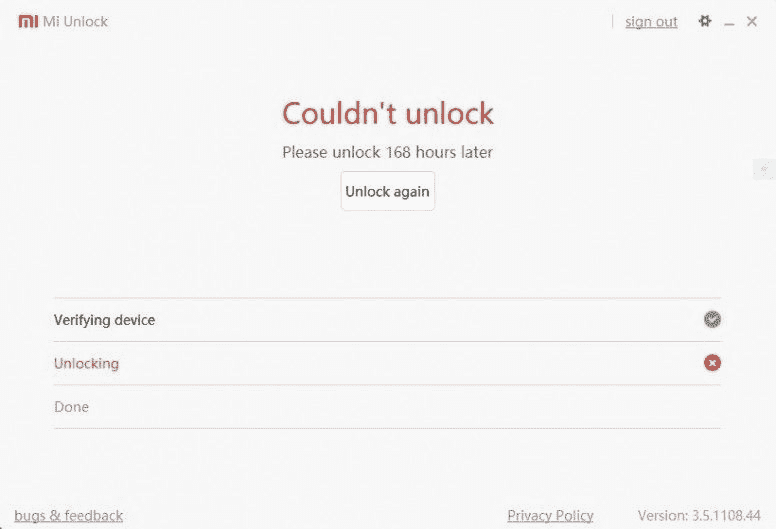 mi Mi Unlock
sign out
Couldn't unlock
Please unlock 168 hours later
Unlock again
Verifying device
Unlocking
Done
bugs & feedback
Privacy Policy
Version: 3.5.1108.44